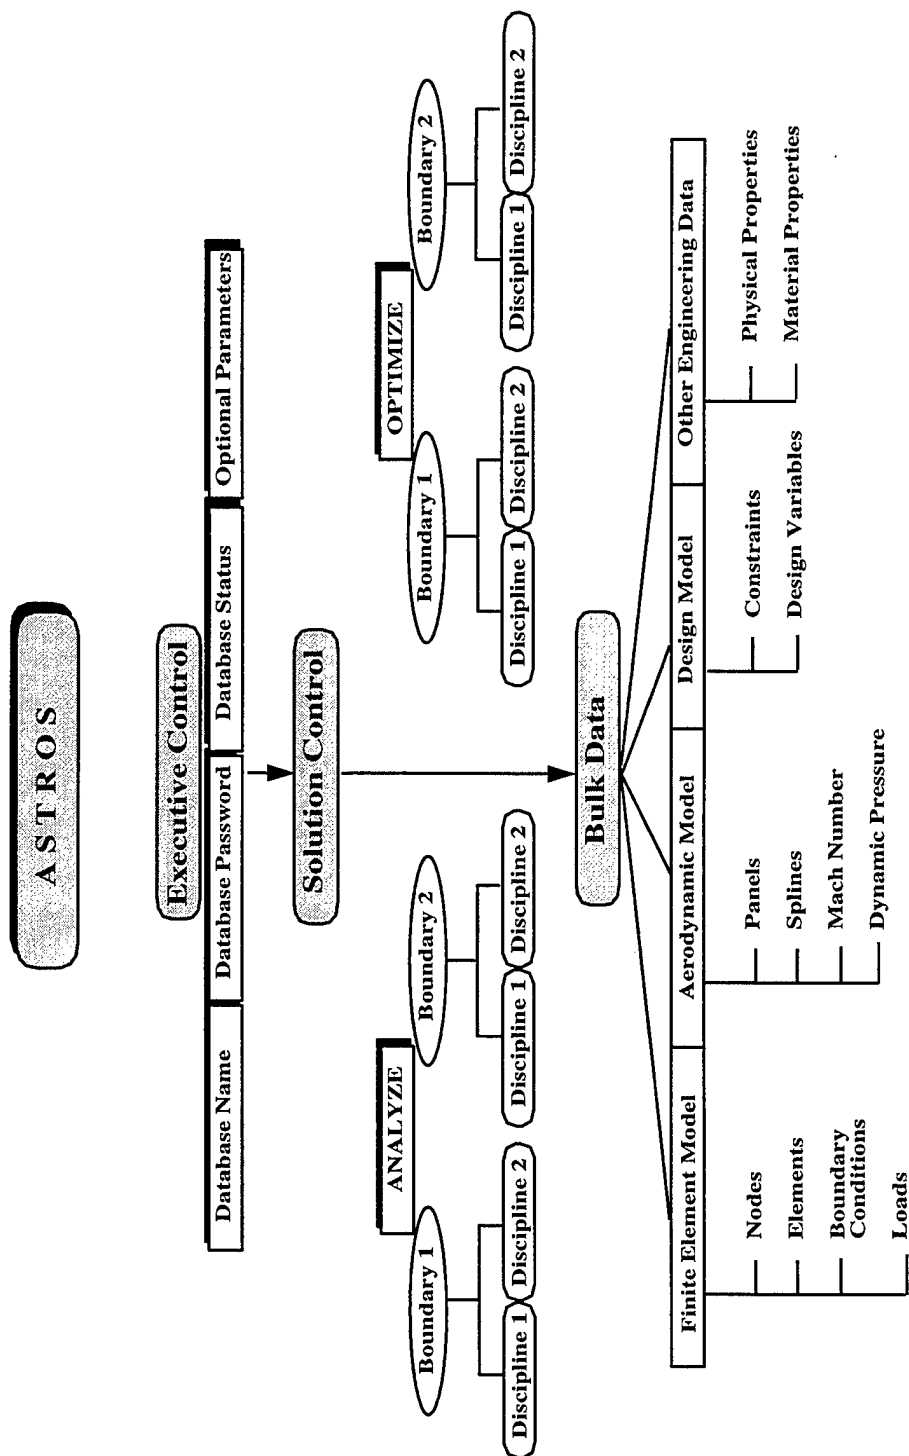 A S T R O S
Executive Control
Database Name
Database Password
Database Status
Optional Parameters
Solution Control
ANALYZE
OPTIMIZE
Boundary 1
Boundary 2
Boundary 1
Boundary 2
Discipline 1
Discipline 2
Discipline 1
Discipline 2
Discipline 1
Discipline 2
Discipline 1
Discipline 2
Bulk Data
Finite Element Model
Aerodynamic Model
Design Model
Other Engineering Data
Nodes
Elements
Boundary
Conditions
Loads
Panels
Splines
Mach Number
Dynamic Pressure
Constraints
Design Variables
Physical Properties
Material Properties